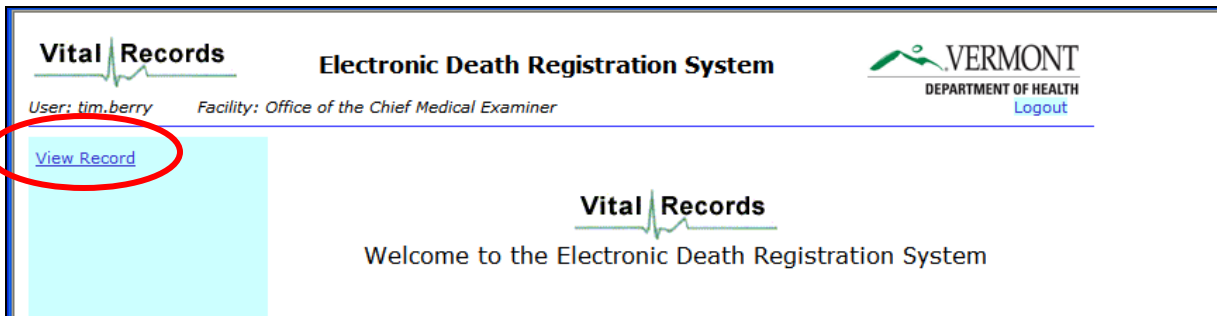 Vital Records
Electronic Death Registration System
VERMONT
DEPARTMENT OF HEALTH
User: tim.berry Facility: Office of the Chief Medical Examiner
Logout
View Record
Vital Records
Welcome to the Electronic Death Registration System